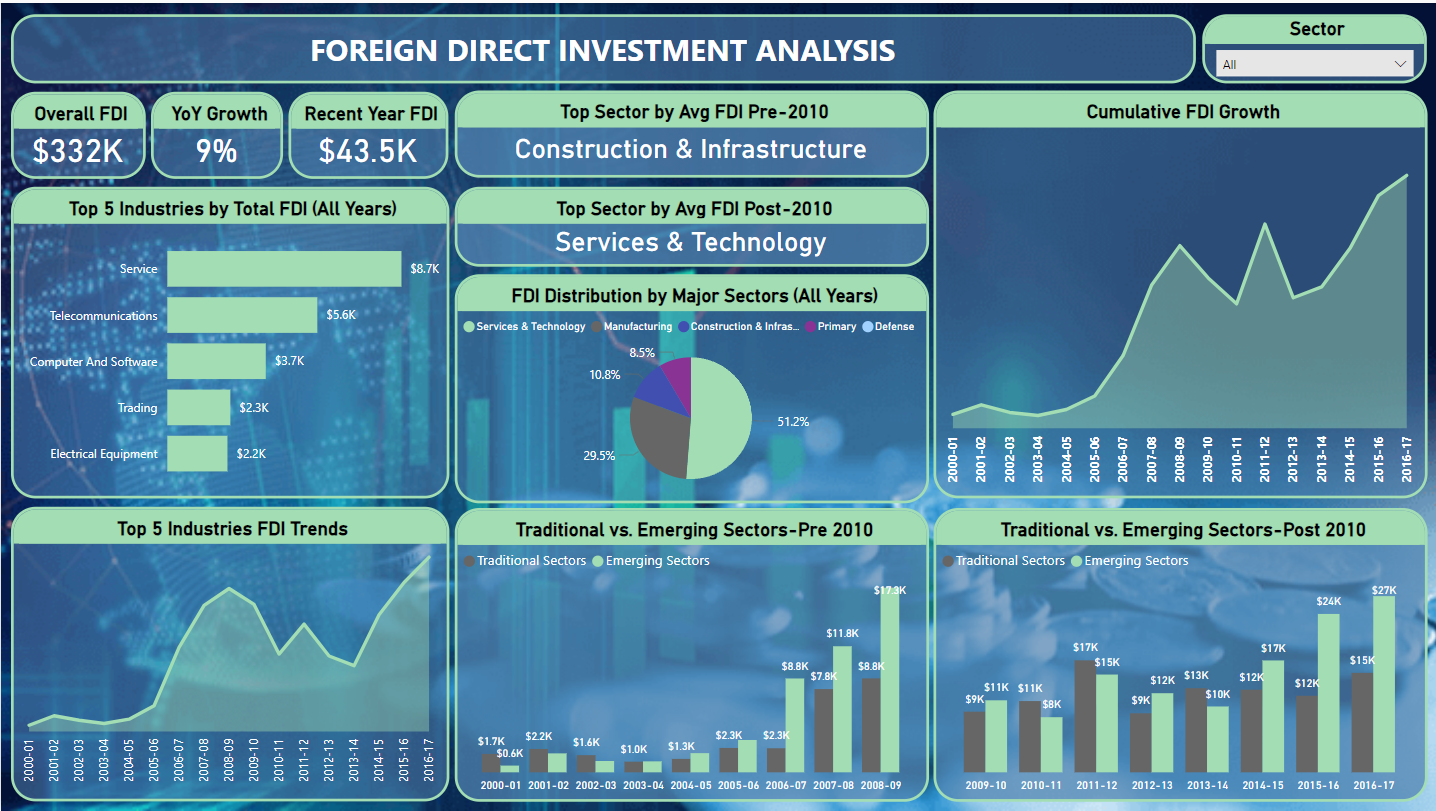 FOREIGN DIRECT INVESTMENT ANALYSIS
Sector
All
Overall FDI
$332K
YoY Growth
9%
Recent Year FDI
$43.5K
Top Sector by Avg FDI Pre-2010
Construction & Infrastructure
Top Sector by Avg FDI Post-2010
Services & Technology
Cumulative FDI Growth
2000-01
2001-02
2002-03
2003-04
2004-05
2005-06
2006-07
2007-08
2008-09
2009-10
2010-11
2011-12
2012-13
2013-14
2014-15
2015-16
2016-17
Top 5 Industries by Total FDI (All Years)
Service $8.7K
Telecommunications $5.6K
Computer And Software $3.7K
Trading $2.3K
Electrical Equipment $2.2K
FDI Distribution by Major Sectors (All Years)
Services & Technology Manufacturing Construction & Infras... Primary Defense
8.5%
10.8%
51.2%
29.5%
Top 5 Industries FDI Trends
2000-01
2001-02
2002-03
2003-04
2004-05
2005-06
2006-07
2007-08
2008-09
2009-10
2010-11
2011-12
2012-13
2013-14
2014-15
2015-16
2016-17
Traditional vs. Emerging Sectors-Pre 2010
Traditional Sectors Emerging Sectors
$1.7K $0.6K $2.2K $1.6K $1.0K $1.3K $2.3K $2.3K $8.8K $7.8K $11.8K $8.8K $17.3K
2000-01 2001-02 2002-03 2003-04 2004-05 2005-06 2006-07 2007-08 2008-09
Traditional vs. Emerging Sectors-Post 2010
Traditional Sectors Emerging Sectors
$9K $11K $11K $8K $17K $15K $9K $12K $13K $10K $12K $17K $12K $24K $15K $27K
2009-10 2010-11 2011-12 2012-13 2013-14 2014-15 2015-16 2016-17